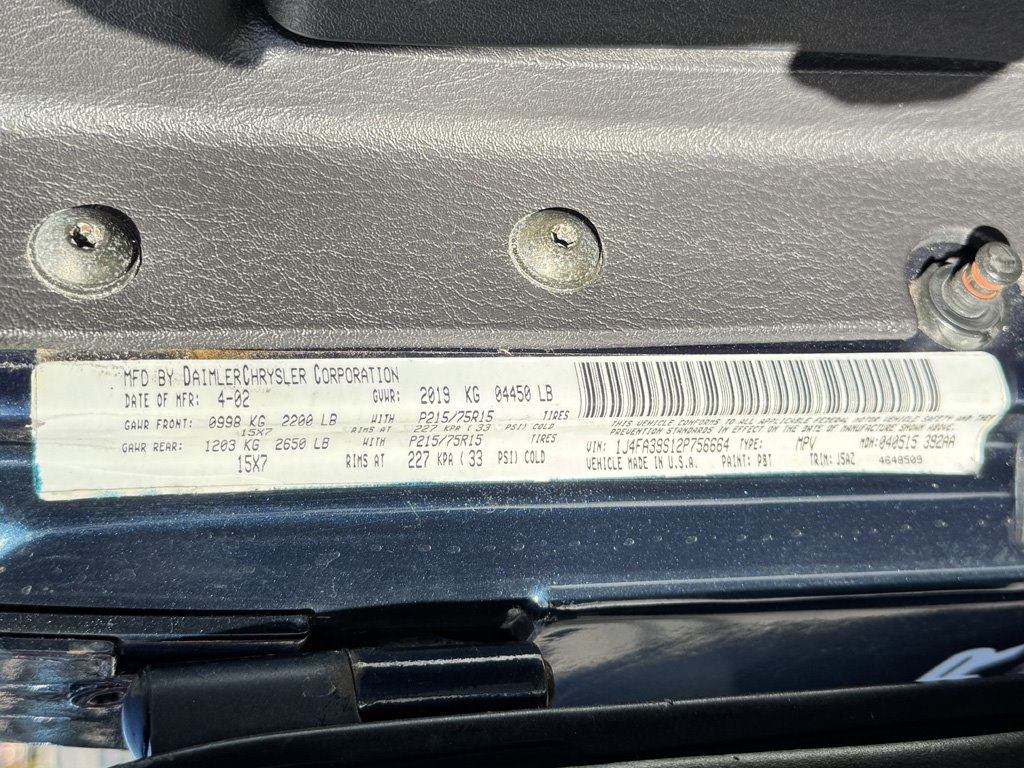 MFD BY DAIMLERCHRYSLER CORPORATION
DATE OF MFR: 4-02 GVWR: 2019 KG 04450 LB
GAWR FRONT: 0998 KG 2200 LB WITH P215/75R15 TIRES
15X7 RIMS AT 227 KPA ( 33 PSI) COLD
GAWR REAR: 1203 KG 2650 LB WITH P215/75R15 TIRES
15X7 RIMS AT 227 KPA ( 33 PSI) COLD
THIS VEHICLE CONFORMS TO ALL APPLICABLE FEDERAL MOTOR VEHICLE SAFETY AND THEFT
PREVENTION STANDARDS IN EFFECT ON THE DATE OF MANUFACTURE SHOWN ABOVE
VIN: 1J4FA39S12P756664 TYPE: MPV MDH: 040515 392AA
VEHICLE MADE IN U.S.A. PAINT: PBT TRIM: J5AZ 4648509